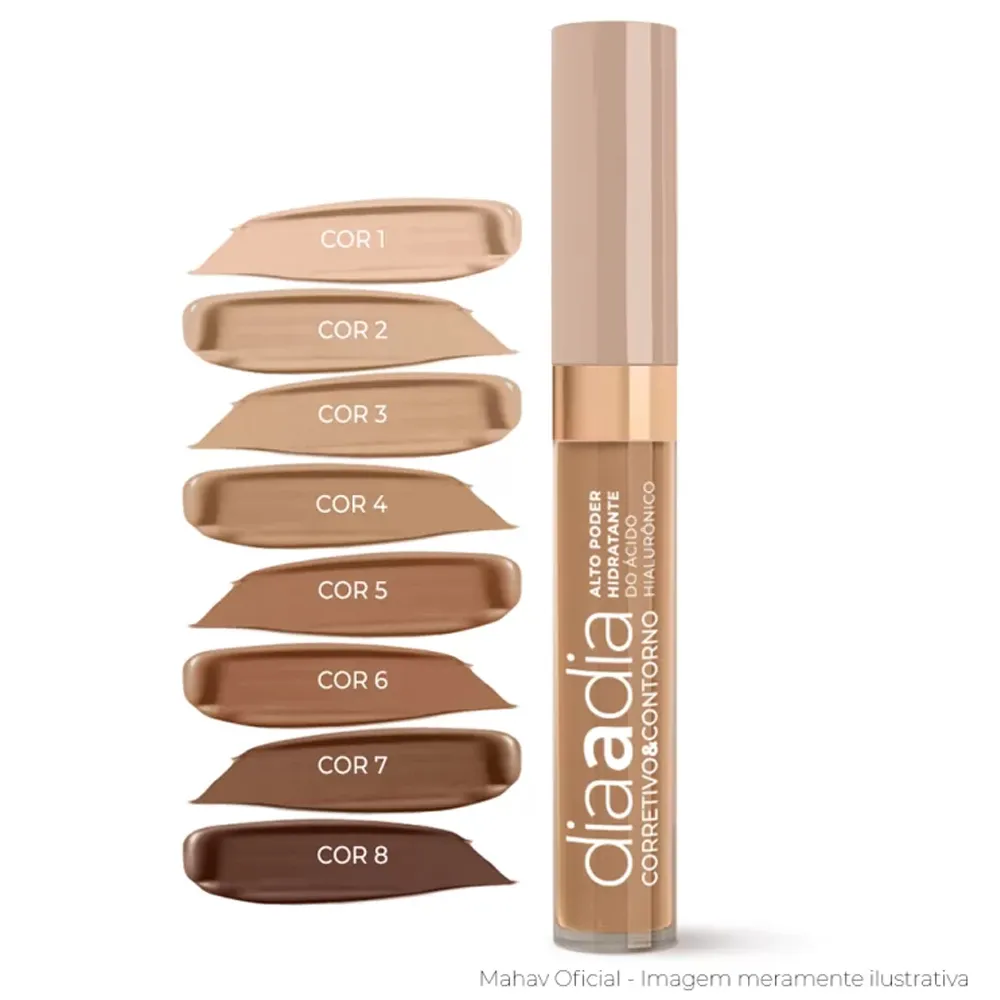 COR 1
COR 2
COR 3
COR 4
COR 5
COR 6
COR 7
COR 8
ALTO PODER
HIDRATANTE
DO ÁCIDO
HIALURÔNICO
diaadia
CORRETIVO&CONTORNO
Mahav Oficial - Imagem meramente ilustrativa